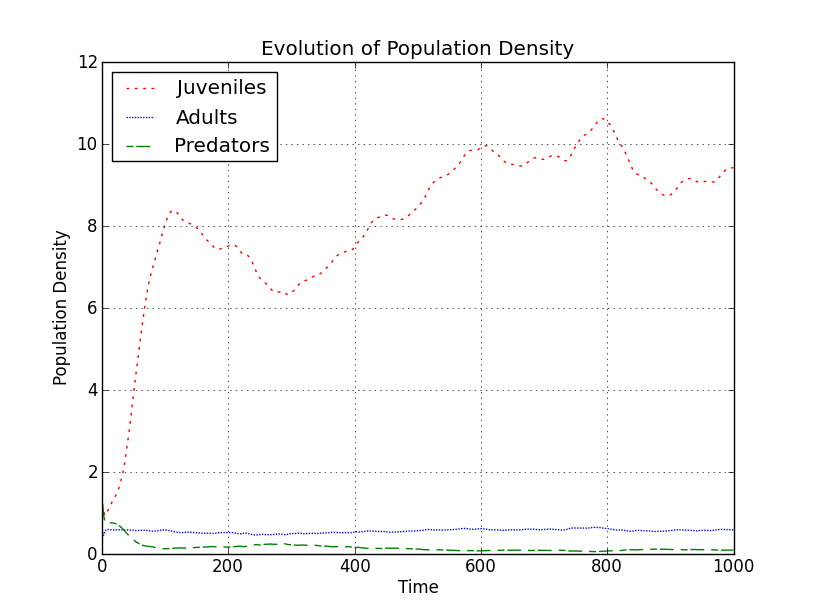 Evolution of Population Density
12
10
8
6
4
2
0
Population Density
Juveniles
Adults
Predators
0 200 400 600 800 1000
Time